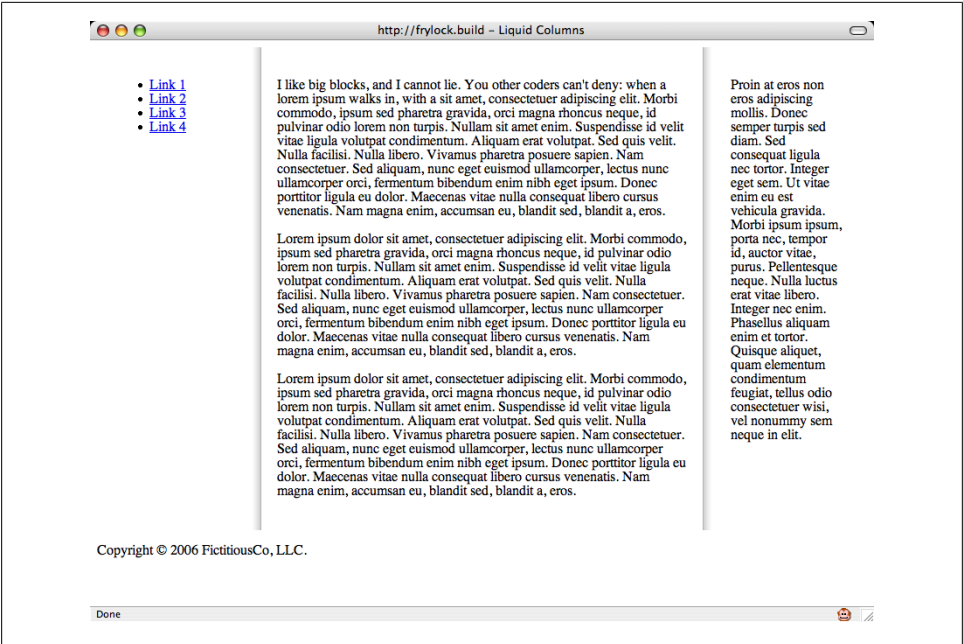 http://frylock.build – Liquid Columns
• Link 1
• Link 2
• Link 3
• Link 4
I like big blocks, and I cannot lie. You other coders can't deny: when a
lorem ipsum walks in, with a sit amet, consectetuer adipiscing elit. Morbi
commodo, ipsum sed pharetra gravida, orci magna rhoncus neque, id
pulvinar odio lorem non turpis. Nullam sit amet enim. Suspendisse id velit
vitae ligula volutpat condimentum. Aliquam erat volutpat. Sed quis velit.
Nulla facilisi. Nulla libero. Vivamus pharetra posuere sapien. Nam
consectetuer. Sed aliquam, nunc eget euismod ullamcorper, lectus nunc
ullamcorper orci, fermentum bibendum enim nibh eget ipsum. Donec
porttitor ligula eu dolor. Maecenas vitae nulla consequat libero cursus
venenatis. Nam magna enim, accumsan eu, blandit sed, blandit a, eros.
Lorem ipsum dolor sit amet, consectetuer adipiscing elit. Morbi commodo,
ipsum sed pharetra gravida, orci magna rhoncus neque, id pulvinar odio
lorem non turpis. Nullam sit amet enim. Suspendisse id velit vitae ligula
volutpat condimentum. Aliquam erat volutpat. Sed quis velit. Nulla
facilisi. Nulla libero. Vivamus pharetra posuere sapien. Nam consectetuer.
Sed aliquam, nunc eget euismod ullamcorper, lectus nunc ullamcorper
orci, fermentum bibendum enim nibh eget ipsum. Donec porttitor ligula eu
dolor. Maecenas vitae nulla consequat libero cursus venenatis. Nam
magna enim, accumsan eu, blandit sed, blandit a, eros.
Lorem ipsum dolor sit amet, consectetuer adipiscing elit. Morbi commodo,
ipsum sed pharetra gravida, orci magna rhoncus neque, id pulvinar odio
lorem non turpis. Nullam sit amet enim. Suspendisse id velit vitae ligula
volutpat condimentum. Aliquam erat volutpat. Sed quis velit. Nulla
facilisi. Nulla libero. Vivamus pharetra posuere sapien. Nam consectetuer.
Sed aliquam, nunc eget euismod ullamcorper, lectus nunc ullamcorper
orci, fermentum bibendum enim nibh eget ipsum. Donec porttitor ligula eu
dolor. Maecenas vitae nulla consequat libero cursus venenatis. Nam
magna enim, accumsan eu, blandit sed, blandit a, eros.
Proin at eros non
eros adipiscing
mollis. Donec
semper turpis sed
diam. Sed
consequat ligula
nec tortor. Integer
eget sem. Ut vitae
enim eu est
vehicula gravida.
Morbi ipsum ipsum,
porta nec, tempor
id, auctor vitae,
purus. Pellentesque
neque. Nulla luctus
erat vitae libero.
Integer nec enim.
Phasellus aliquam
enim et tortor.
Quisque aliquet,
quam elementum
condimentum
feugiat, tellus odio
consectetuer wisi,
vel nonummy sem
neque in elit.
Copyright © 2006 FictitiousCo, LLC.
Done